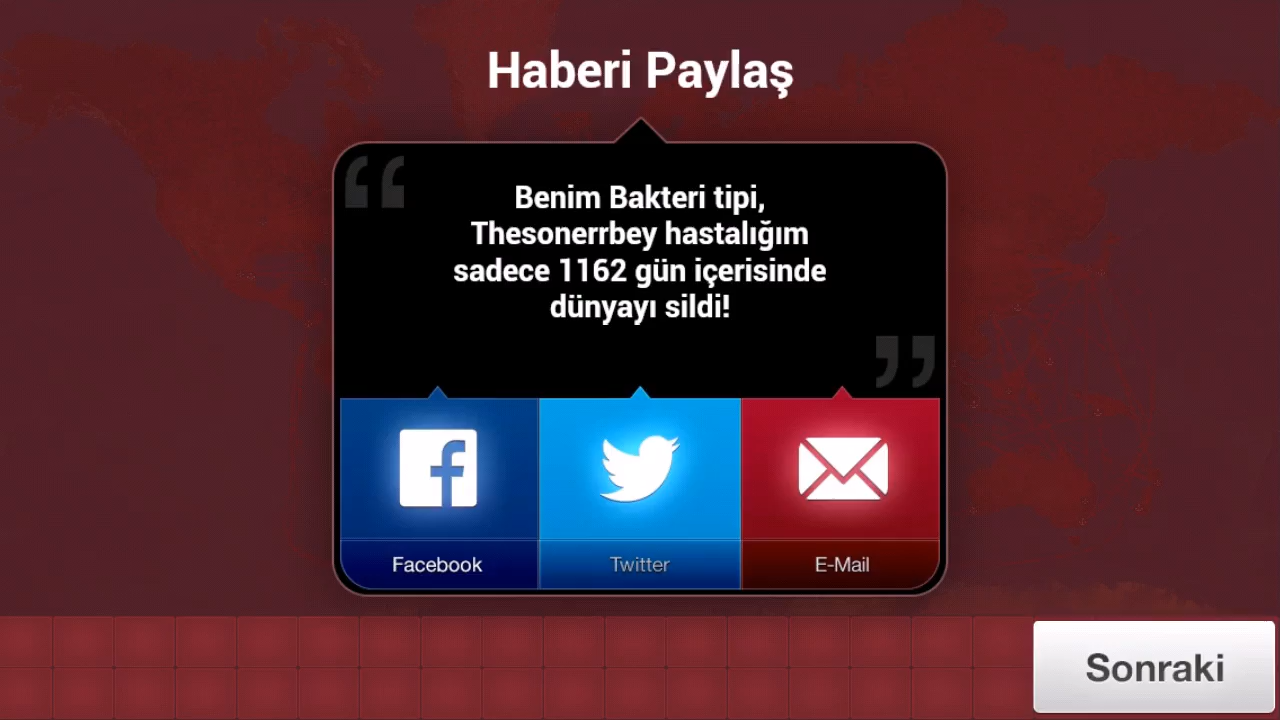 Haberi Paylaş
Benim Bakteri tipi,
Thesonerrbey hastalığım
sadece 1162 gün içerisinde
dünyayı sildi!
Facebook
Twitter
E-Mail
Sonraki